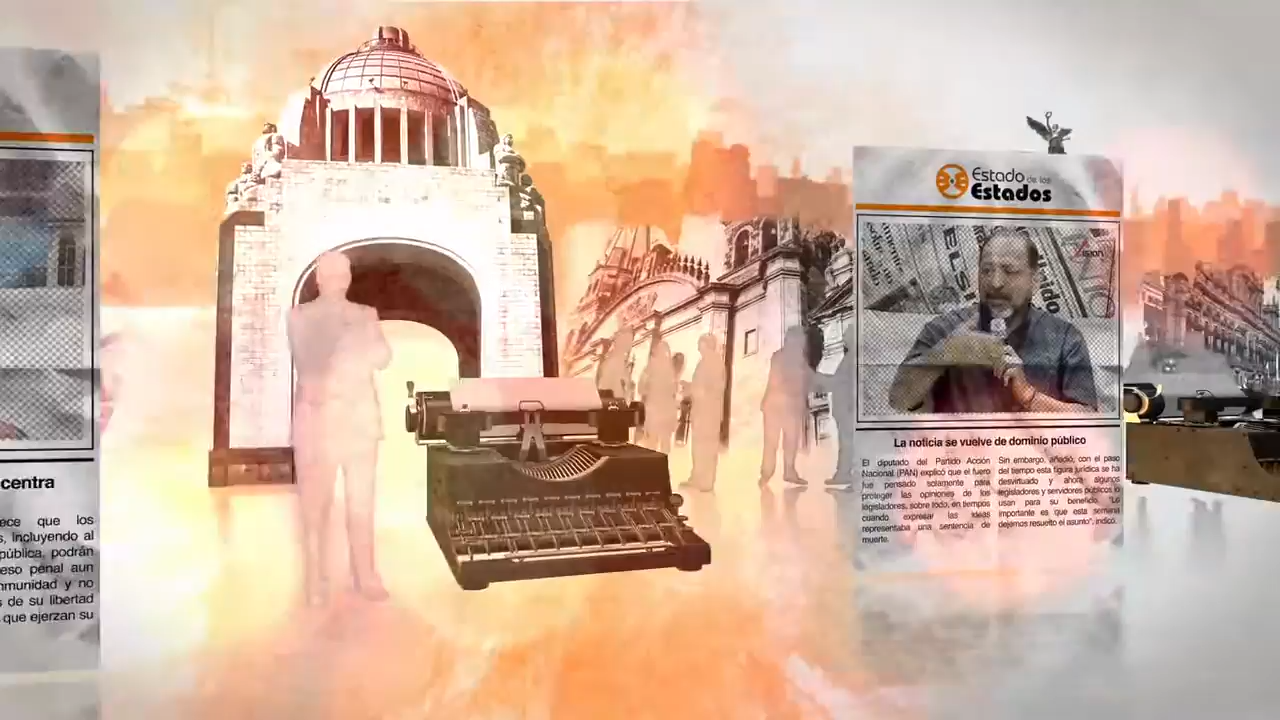 centra
ece que los
s, incluyendo al
pública, podrán
eso penal aun
nmunidad y no
s de su libertad
que ejerzan su
Estado de los
Estados
La noticia se vuelve de dominio público
El diputado del Partido Acción
Nacional (PAN) explicó que el fuero
fue pensado solamente para
proteger las opiniones de los
legisladores, sobre todo, en tiempos
cuando expresar las ideas
representaba una sentencia de
muerte.
Sin embargo, añadió, con el paso
del tiempo esta figura jurídica se ha
desvirtuado y ahora algunos
legisladores y servidores públicos lo
usan para su beneficio. "Lo
importante es que esta semana
dejamos resuelto el asunto", indicó.